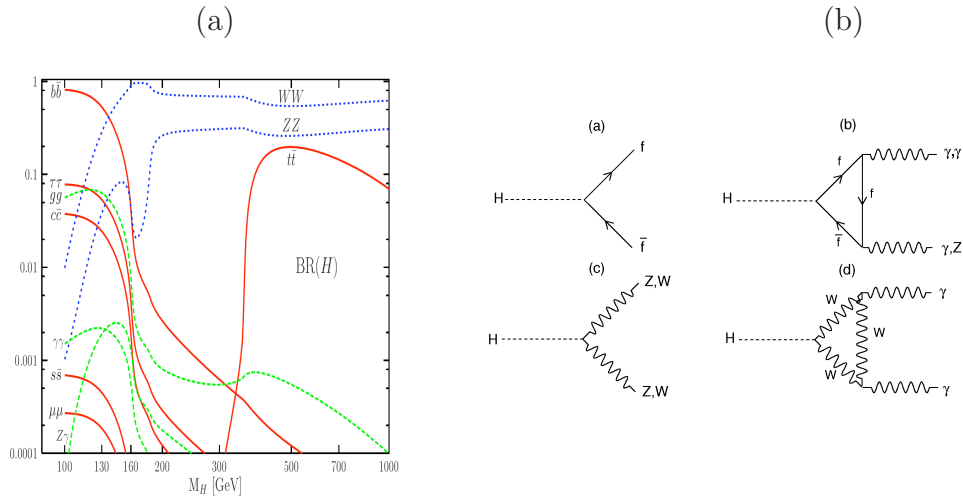 (a)
(b)
1
0.1
0.01
0.001
0.0001
bb̄
ττ
gg
cc̄
γγ
ss̄
μμ
Zγ
WW
ZZ
tt̄
BR(H)
100
130
160
200
300
500
700
1000
M_H [GeV]
(a)
H
f
f̄
(b)
H
f
f̄
f
γ,γ
γ,Z
(c)
H
Z,W
Z,W
(d)
H
W
W
W
γ
γ